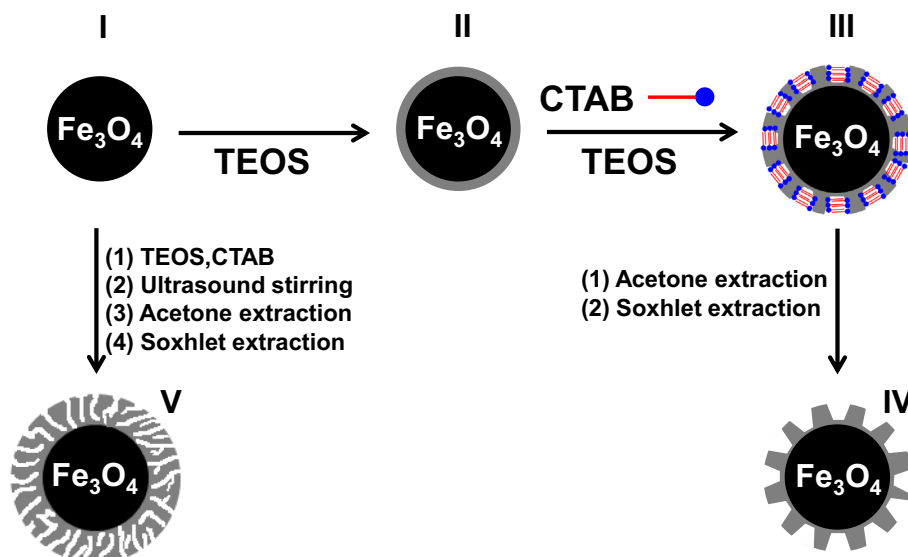 I
II
III
Fe₃O₄
TEOS
Fe₃O₄
CTAB
TEOS
Fe₃O₄
(1) TEOS,CTAB
(2) Ultrasound stirring
(3) Acetone extraction
(4) Soxhlet extraction
(1) Acetone extraction
(2) Soxhlet extraction
V
Fe₃O₄
IV
Fe₃O₄